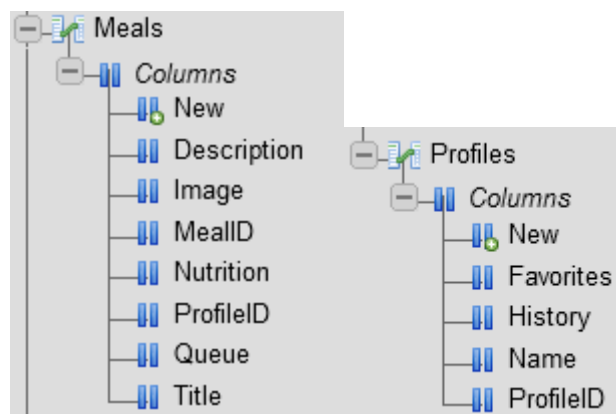 Meals
Columns
New
Description
Image
MealID
Nutrition
ProfileID
Queue
Title
Profiles
Columns
New
Favorites
History
Name
ProfileID